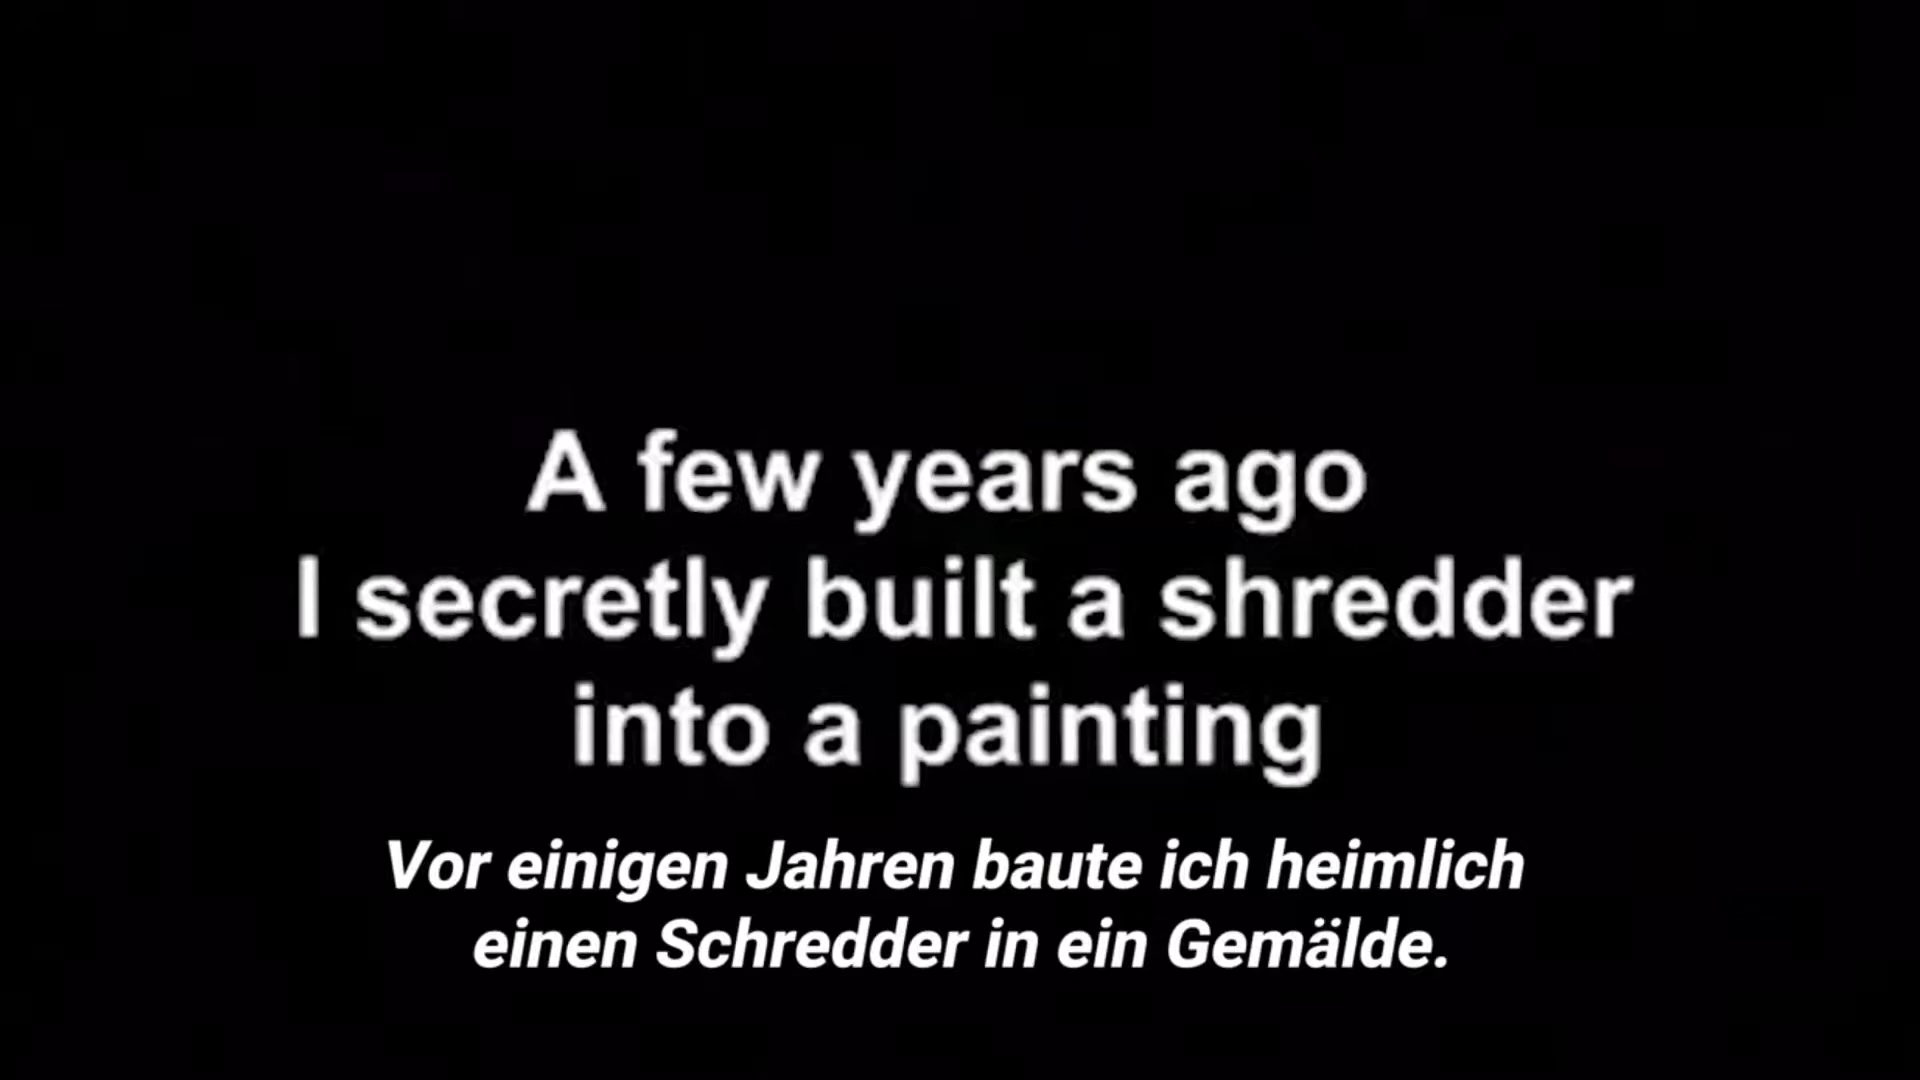 A few years ago
I secretly built a shredder
into a painting
Vor einigen Jahren baute ich heimlich
einen Schredder in ein Gemälde.